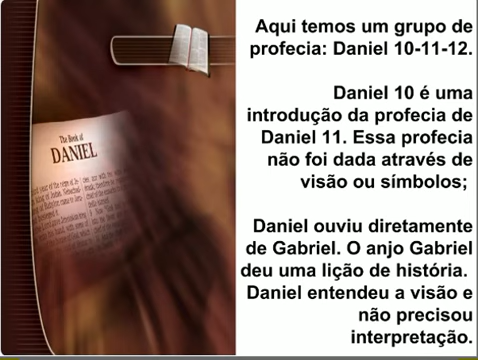 Aqui temos um grupo de
profecia: Daniel 10-11-12.
Daniel 10 é uma
introdução da profecia de
Daniel 11. Essa profecia
não foi dada através de
visão ou símbolos;
Daniel ouviu diretamente
de Gabriel. O anjo Gabriel
deu uma lição de história.
Daniel entendeu a visão e
não precisou
interpretação.
The Book of
DANIEL